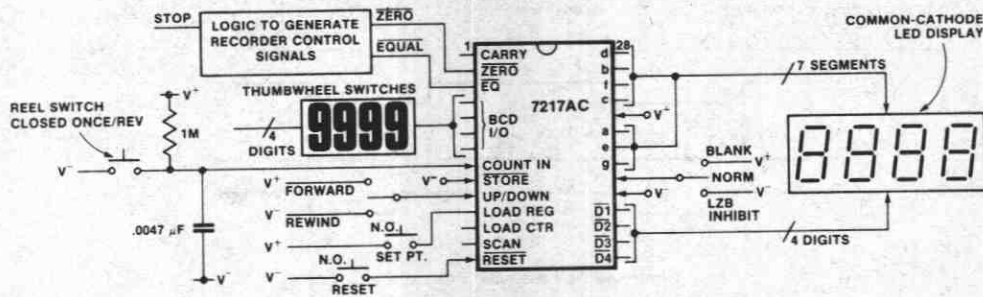 STOP
LOGIC TO GENERATE
RECORDER CONTROL
SIGNALS
ZERO
EQUAL
REEL SWITCH
CLOSED ONCE/REV
V+
1M
V-
.0047 µF
V-
THUMBWHEEL SWITCHES
4
DIGITS
9999
V+
FORWARD
V-
REWIND
V-
V+
N.O.
SET PT.
V-
N.O.
RESET
1
28
7217AC
CARRY
ZERO
EQ
BCD
I/O
COUNT IN
STORE
UP/DOWN
LOAD REG
LOAD CTR
SCAN
RESET
d
b
f
c
V+
a
e
g
V-
D1
D2
D3
D4
7 SEGMENTS
BLANK
V+
NORM
LZB
INHIBIT
V-
4 DIGITS
COMMON-CATHODE
LED DISPLAY
8888